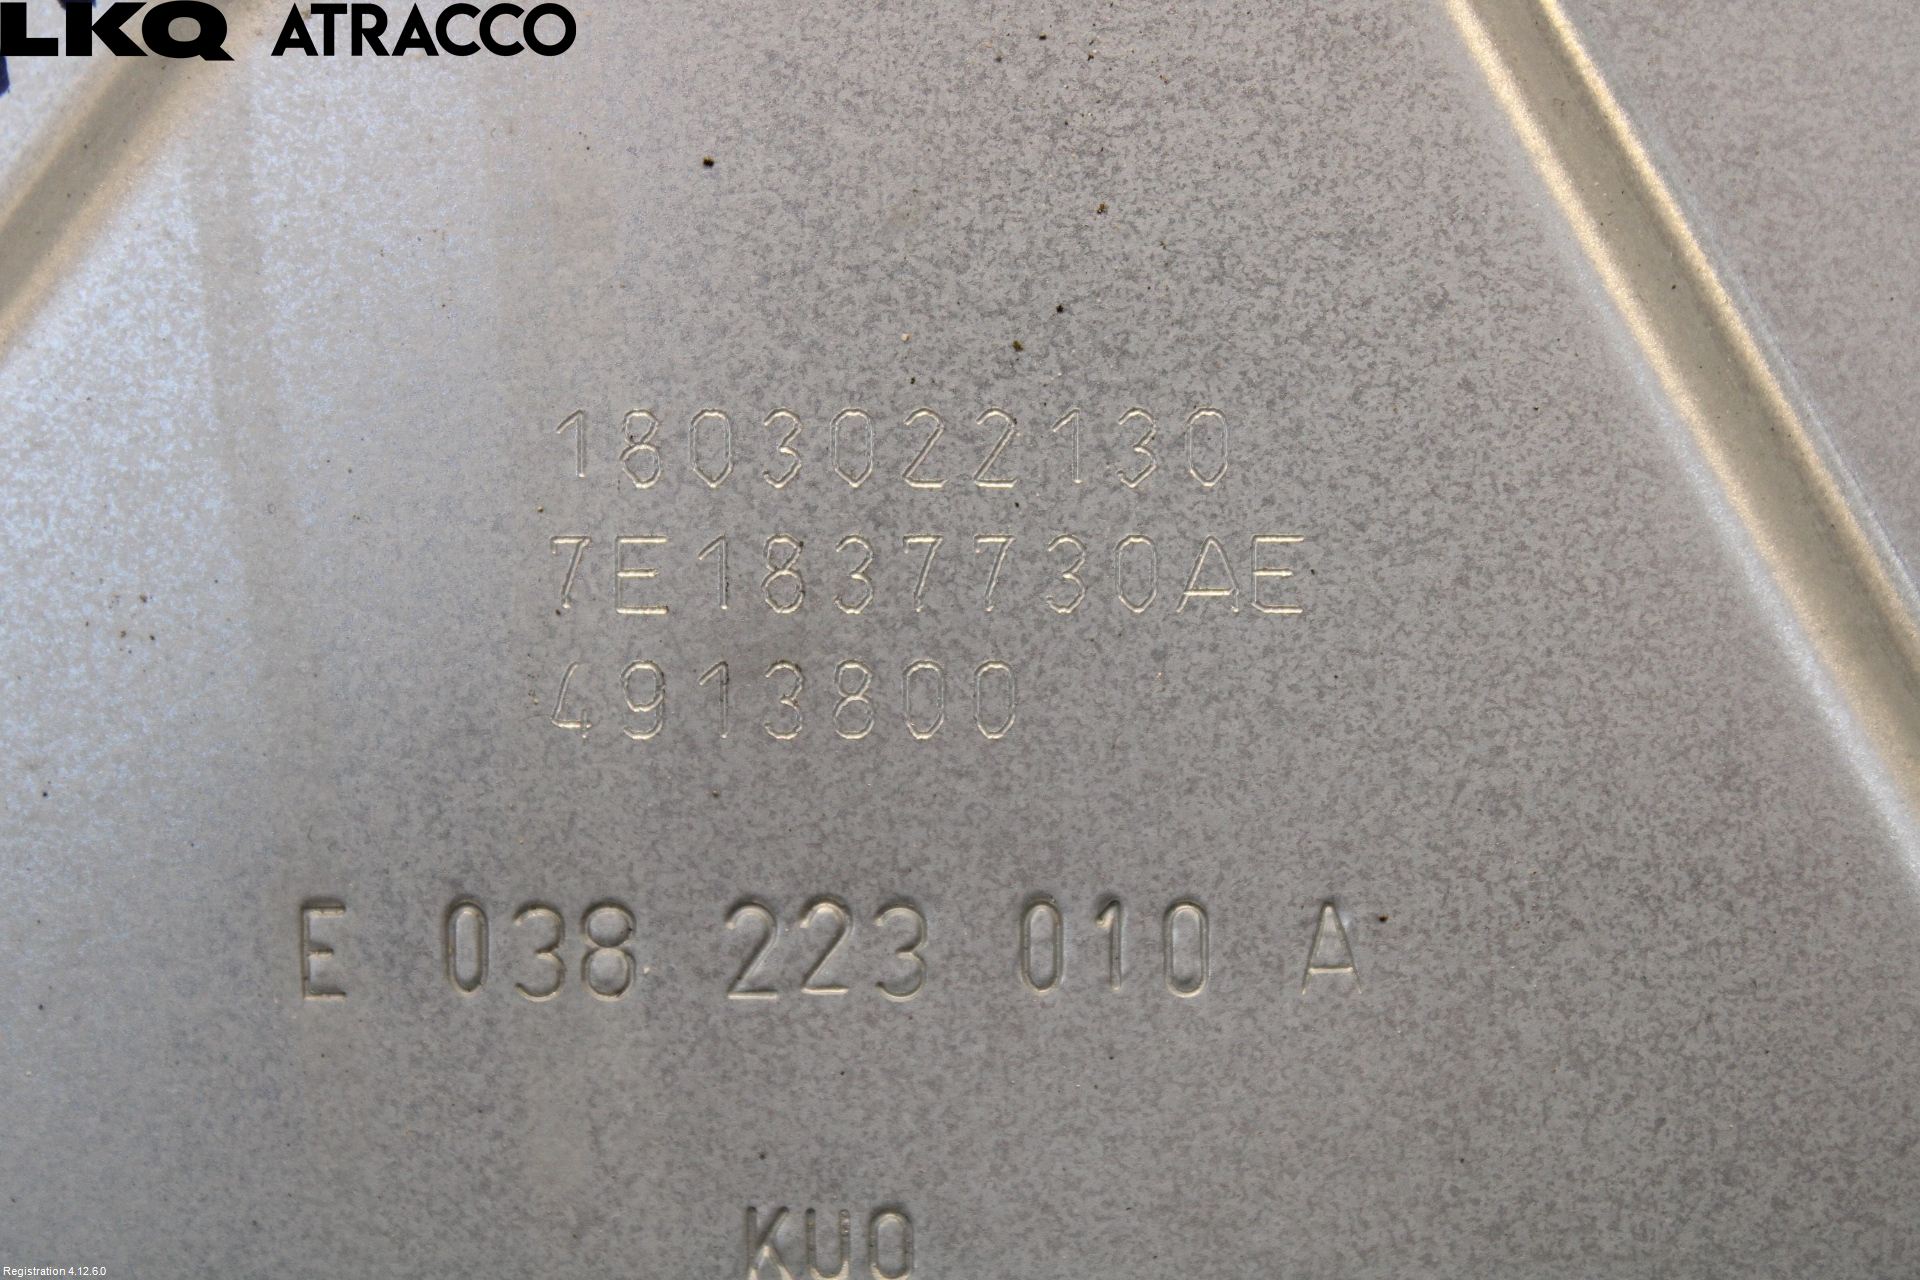 LKQ ATRACCO
1803022130
7E1837730AE
4913800
E 038 223 010 A
KUO
Registration 4.12.6.0